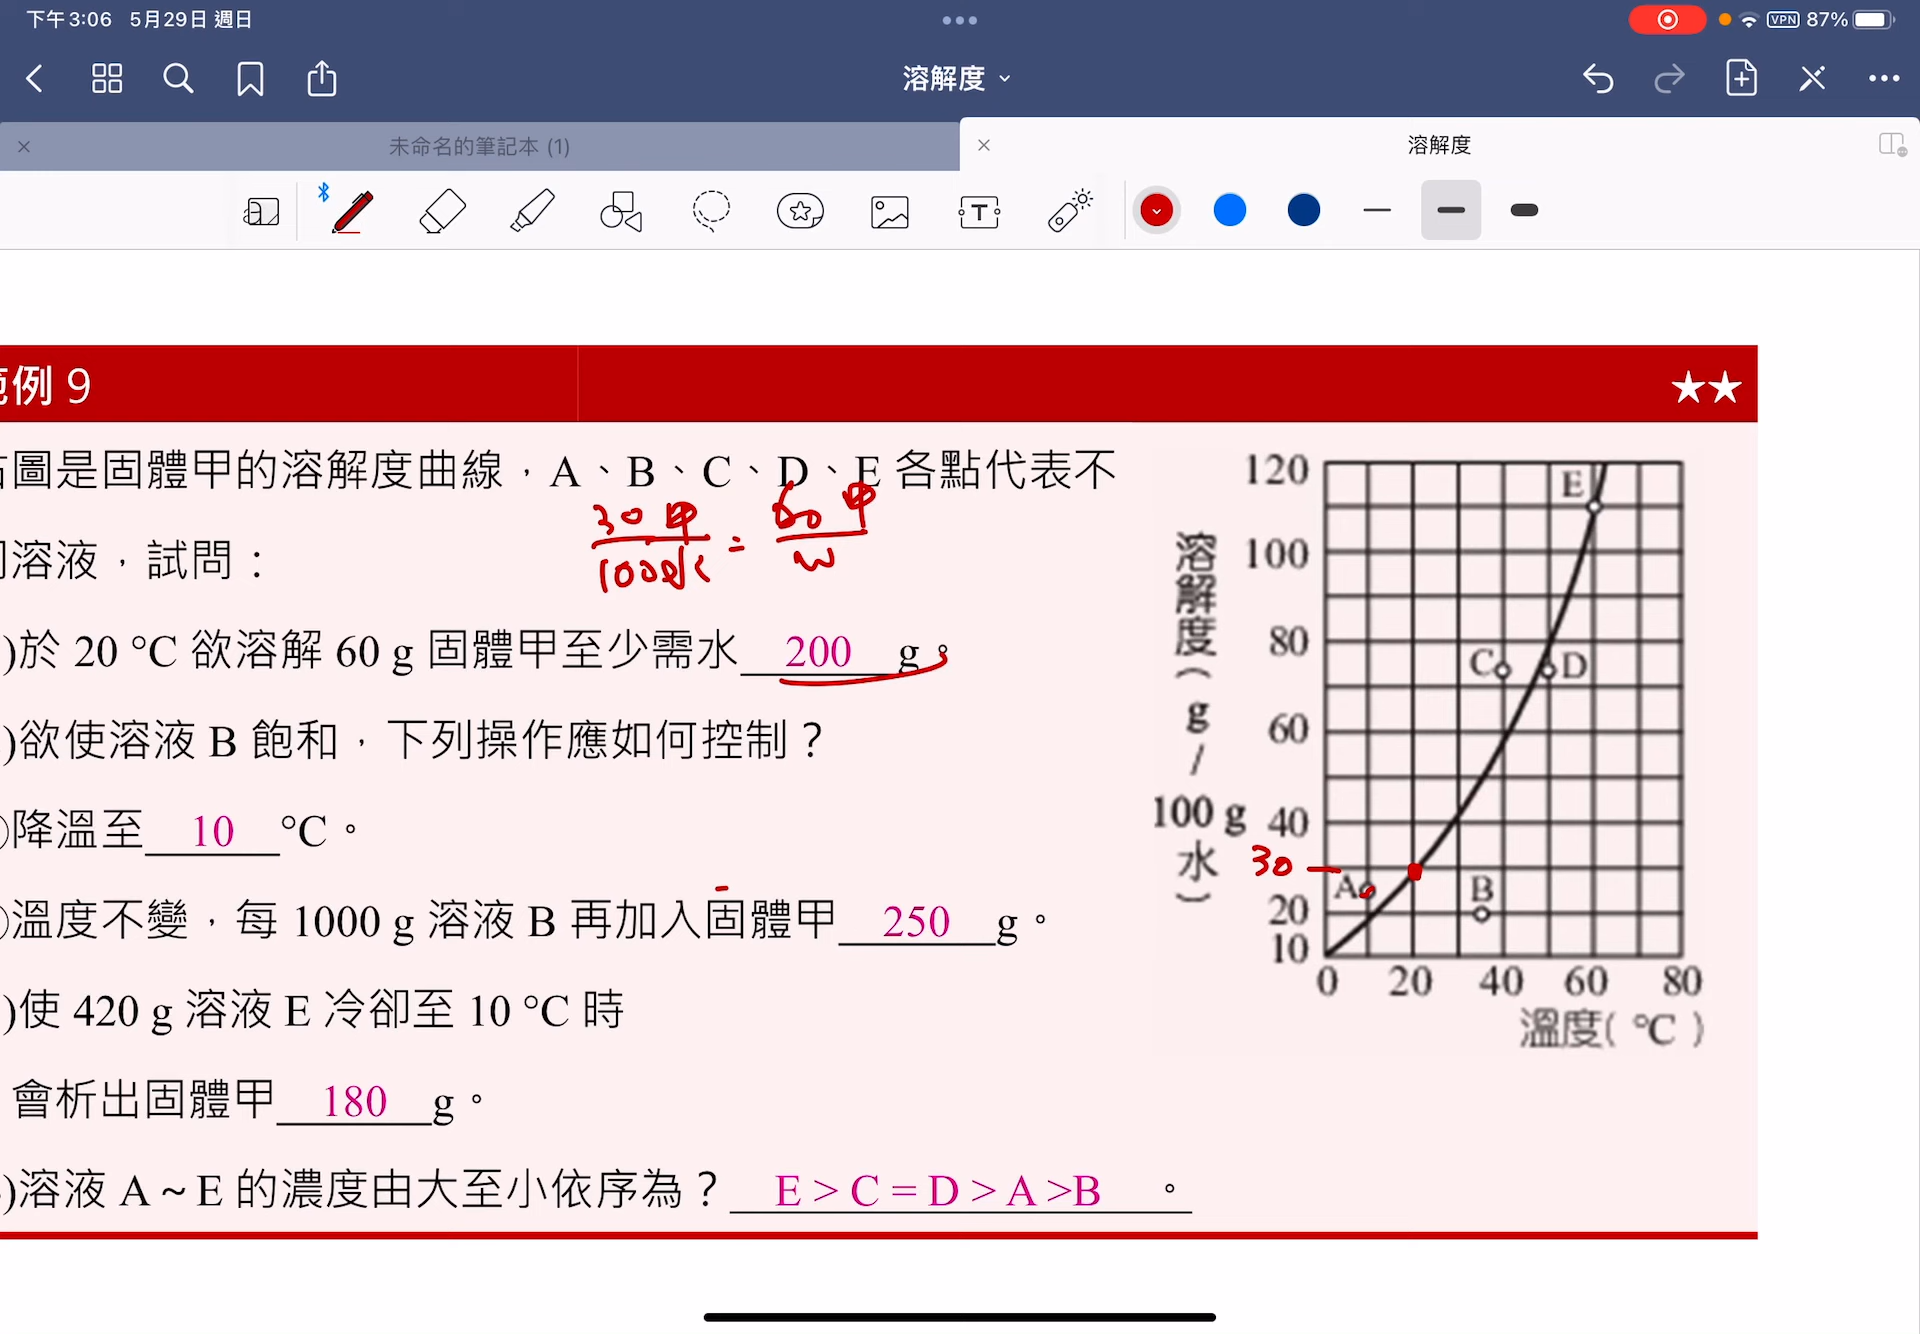 下午3:06 5月29日 週日
VPN 87%
溶解度
未命名的筆記本 (1)
溶解度
T
範例 9 ★★
右圖是固體甲的溶解度曲線，A、B、C、D、E 各點代表不
同溶液，試問：
30 甲 = 60 甲
100水 w
)於 20 °C 欲溶解 60 g 固體甲至少需水 200 g。
)欲使溶液 B 飽和，下列操作應如何控制？
降溫至 10 °C。
溫度不變，每 1000 g 溶液 B 再加入固體甲 250 g。
)使 420 g 溶液 E 冷卻至 10 °C 時
會析出固體甲 180 g。
)溶液 A ~ E 的濃度由大至小依序為？ E > C = D > A >B 。
溶解度（g/100 g 水）
120
100
80
60
40
30
20
10
E
C D
A B
0 20 40 60 80
溫度( °C )